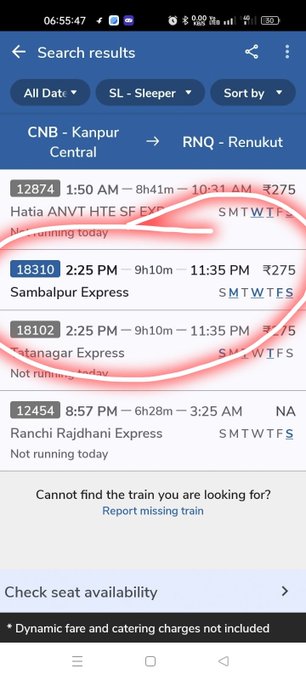 06:55:47
0.00 KB/S
4G
30
Search results
All Date
SL - Sleeper
Sort by
CNB - Kanpur Central
RNQ - Renukut
12874 1:50 AM — 8h41m — 10:31 AM ₹275
Hatia ANVT HTE SF EXP S M T W T F S
Not running today
18310 2:25 PM — 9h10m — 11:35 PM ₹275
Sambalpur Express S M T W T F S
18102 2:25 PM — 9h10m — 11:35 PM ₹275
Tatanagar Express S M T W T F S
Not running today
12454 8:57 PM — 6h28m — 3:25 AM NA
Ranchi Rajdhani Express S M T W T F S
Not running today
Cannot find the train you are looking for?
Report missing train
Check seat availability
* Dynamic fare and catering charges not included